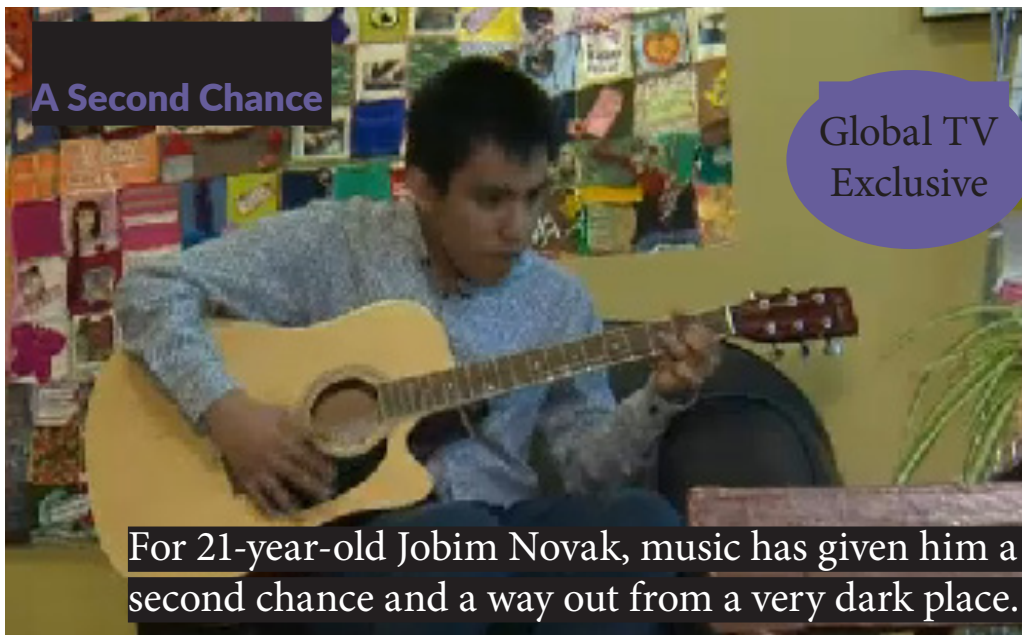 A Second Chance
Global TV
Exclusive
For 21-year-old Jobim Novak, music has given him a
second chance and a way out from a very dark place.